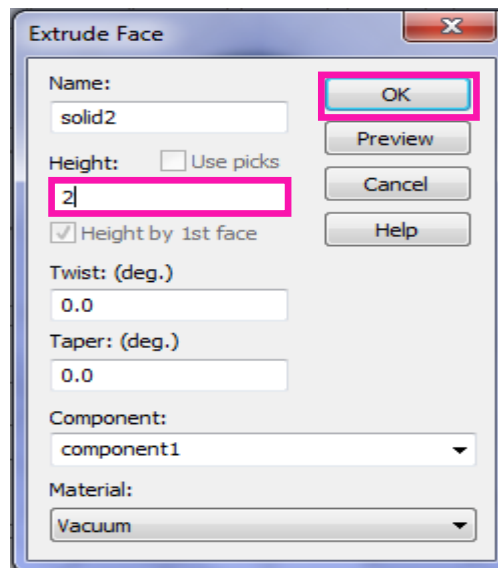 Extrude Face
Name:
solid2
OK
Preview
Height:
Use picks
2
Cancel
Height by 1st face
Help
Twist: (deg.)
0.0
Taper: (deg.)
0.0
Component:
component1
Material:
Vacuum